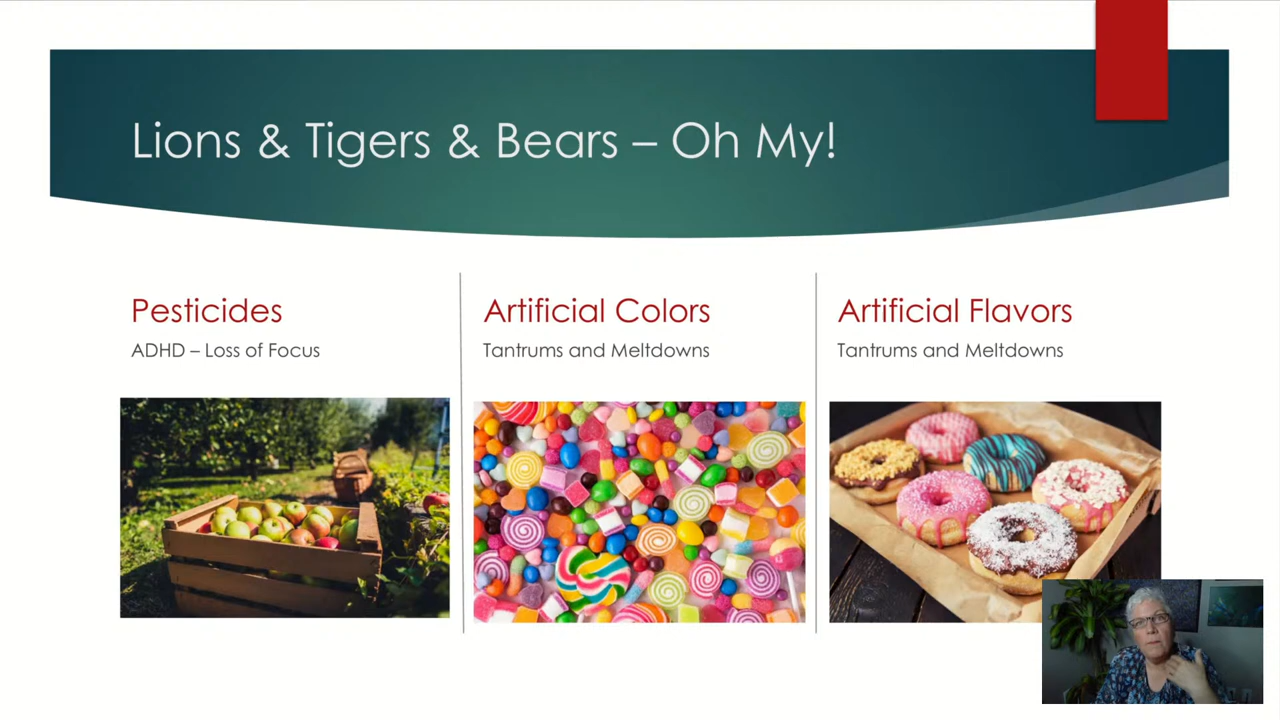 Lions & Tigers & Bears – Oh My!
Pesticides
ADHD – Loss of Focus
Artificial Colors
Tantrums and Meltdowns
Artificial Flavors
Tantrums and Meltdowns